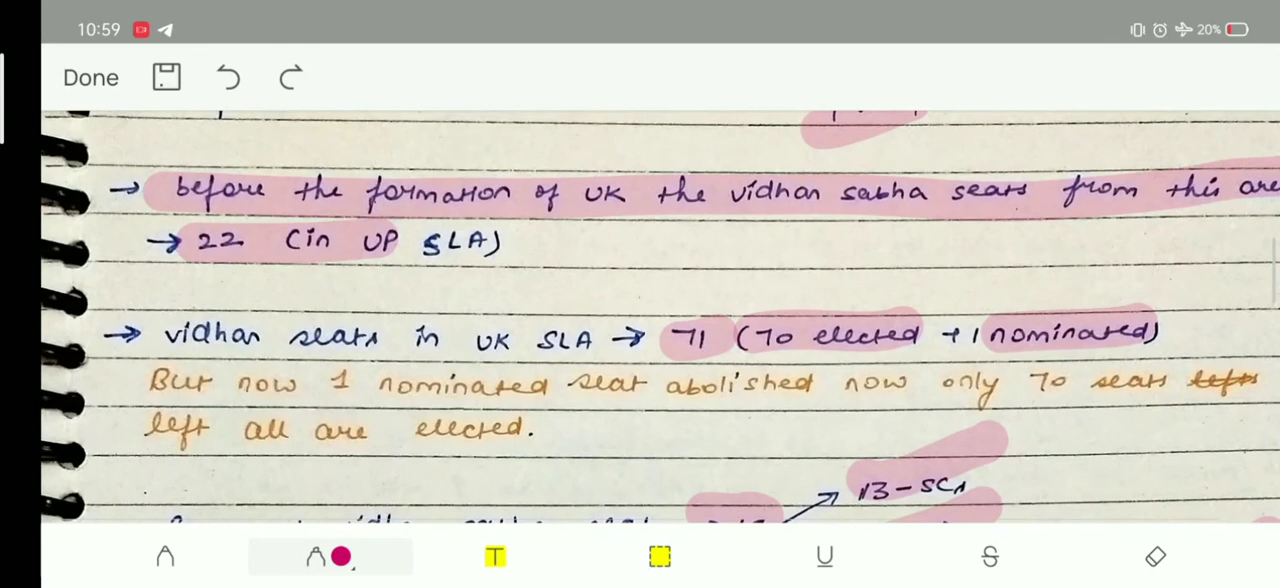 10:59
20%
Done
→ before the formation of UK the vidhan sabha seats from this are
→ 22 (in UP SLA)
→ vidhan seats in UK SLA → 71 (70 elected + 1 nominated)
But now 1 nominated seat abolished now only 70 seats lefts
left all are elected.
13-SCs
T U S